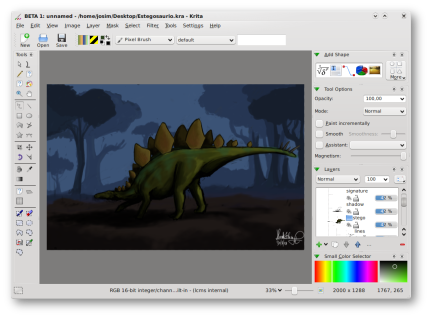 BETA 1: unnamed - /home/josim/Desktop/Estegosaurio.kra - Krita
File Edit View Image Layer Mask Select Filter Tools Settings Help
New Open Save Pixel Brush default
Tools
Add Shape
More
Tool Options
Opacity: 100,00
Mode: Normal
Paint incrementally
Smooth Smoothness:
Assistant:
Magnetism:
Layers
Normal 100
signature
shadow
stego
lines
Small Color Selector
RGB 16-bit integer/chann...ilt-in - (lcms internal) 33% 2000 x 1288 1767, 265